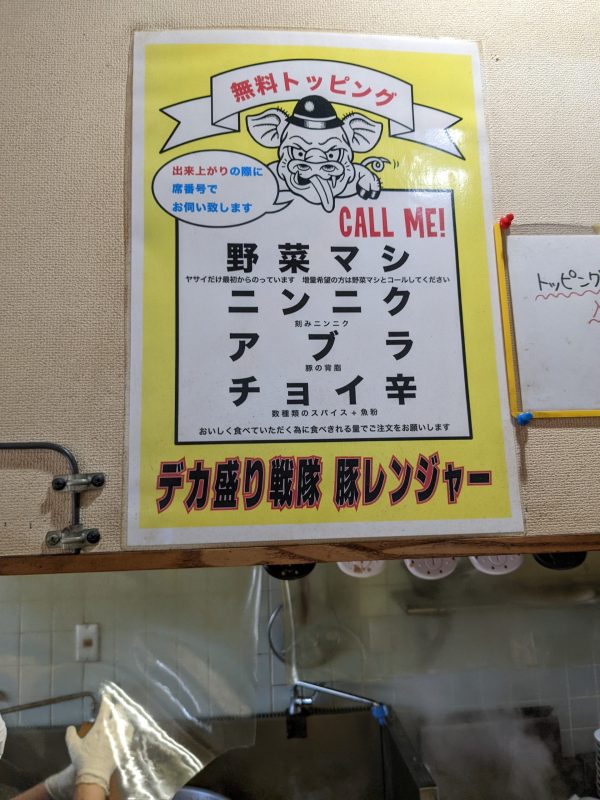 無料トッピング
出来上がりの際に
席番号で
お伺い致します
CALL ME!
野菜マシ
ヤサイだけ最初からのっています 増量希望の方は野菜マシとコールしてください
ニンニク
刻みニンニク
アブラ
豚の背脂
チョイ辛
数種類のスパイス+魚粉
おいしく食べていただく為に食べきれる量でご注文をお願いします
デカ盛り戦隊 豚レンジャー
トッピング